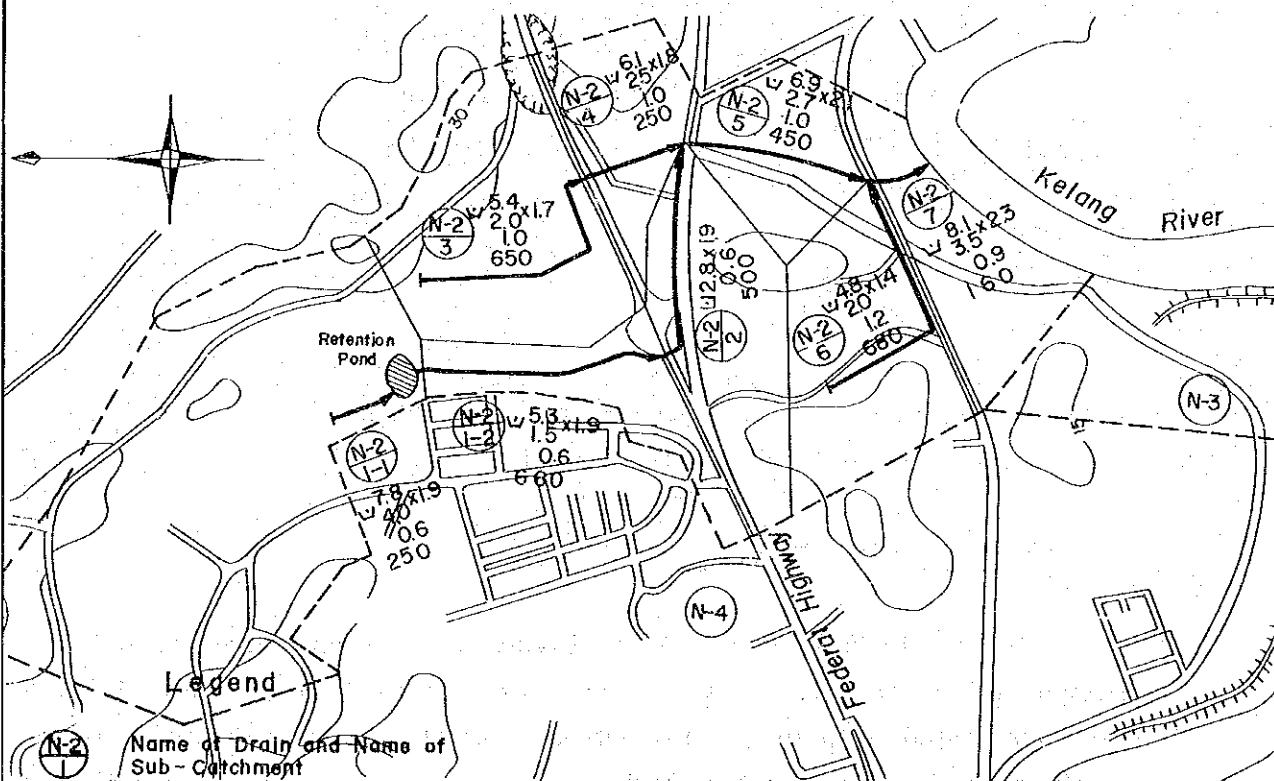 N-2
4
6.1
2.5x1.8
1.0
250
N-2
5
6.9
2.7x2.
1.0
450
30
N-2
3
5.4
2.0x1.7
1.0
650
Kelang
River
N-2
7
8.1x2.3
3.5
0.9
160
N-2
2
2.8x1.9
0.6
500
N-2
6
4.8
2.0x1.4
1.2
680
Retention
Pond
N-2
1-2
5.3
1.5x1.9
0.6
660
N-2
1-1
7.8
4.0x1.9
0.6
250
15
N-3
N-4
Federal Highway
Legend
N-2
1
Name of Drain and Name of
Sub-Catchment